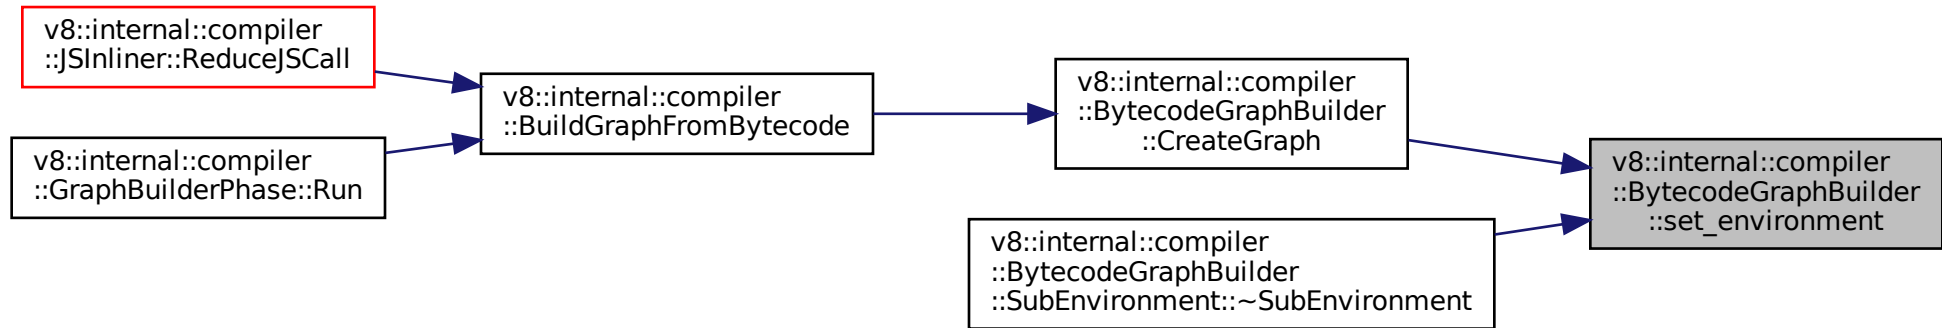 v8::internal::compiler
::JSInliner::ReduceJSCall
v8::internal::compiler
::GraphBuilderPhase::Run
v8::internal::compiler
::BuildGraphFromBytecode
v8::internal::compiler
::BytecodeGraphBuilder
::CreateGraph
v8::internal::compiler
::BytecodeGraphBuilder
::SubEnvironment::~SubEnvironment
v8::internal::compiler
::BytecodeGraphBuilder
::set_environment